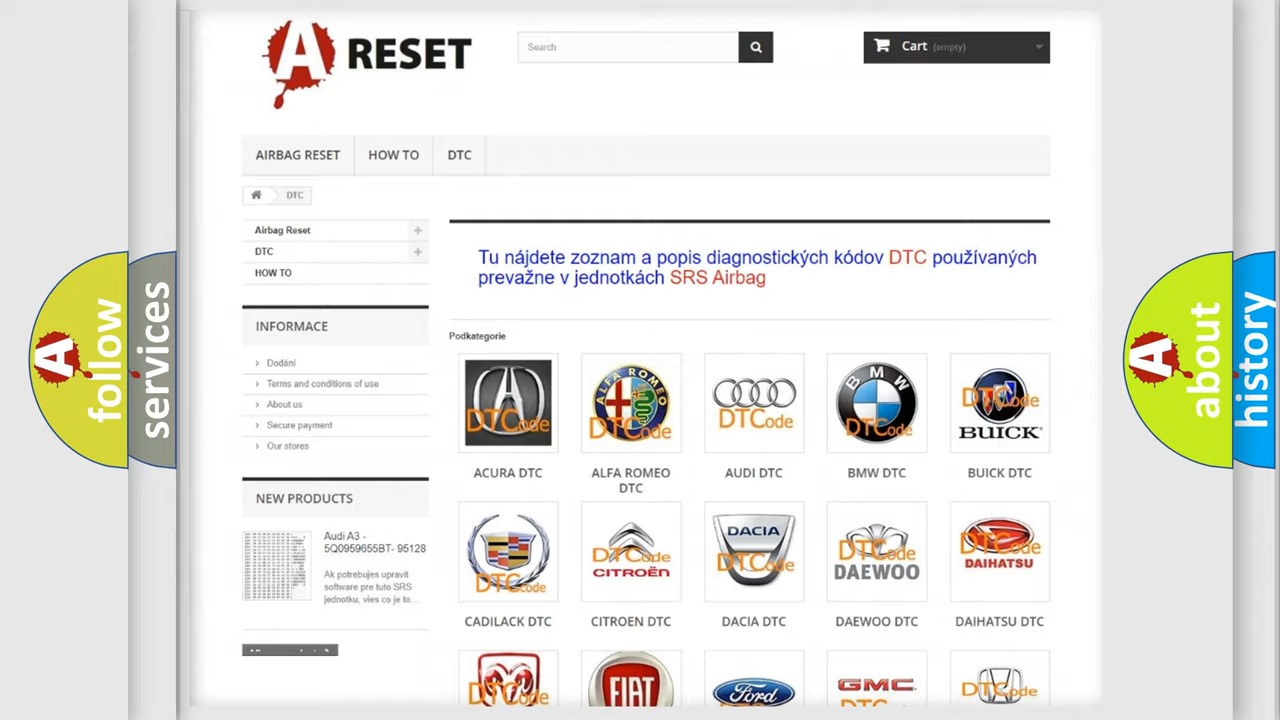 A RESET
Search
Cart (empty)
AIRBAG RESET
HOW TO
DTC
DTC
Airbag Reset
DTC
HOW TO
Tu nájdete zoznam a popis diagnostických kódov DTC používaných
prevažne v jednotkách SRS Airbag
INFORMACE
Dodání
Terms and conditions of use
About us
Secure payment
Our stores
NEW PRODUCTS
Audi A3 -
5Q0959655BT- 95128
Ak potrebujes upravit
software pre tuto SRS
jednotku, vies co je to...
Podkategorie
DTCode
ALFA ROMEO
DTCode
DTCode
BMW
DTCode
DTCode
BUICK
ACURA DTC
ALFA ROMEO
DTC
AUDI DTC
BMW DTC
BUICK DTC
DTCode
DTCode
CITROËN
DACIA
DTCode
DTCode
DAEWOO
DTCode
DAIHATSU
CADILACK DTC
CITROEN DTC
DACIA DTC
DAEWOO DTC
DAIHATSU DTC
DTCode
FIAT
Ford
GMC
DTCode
A follow
services
A about
history